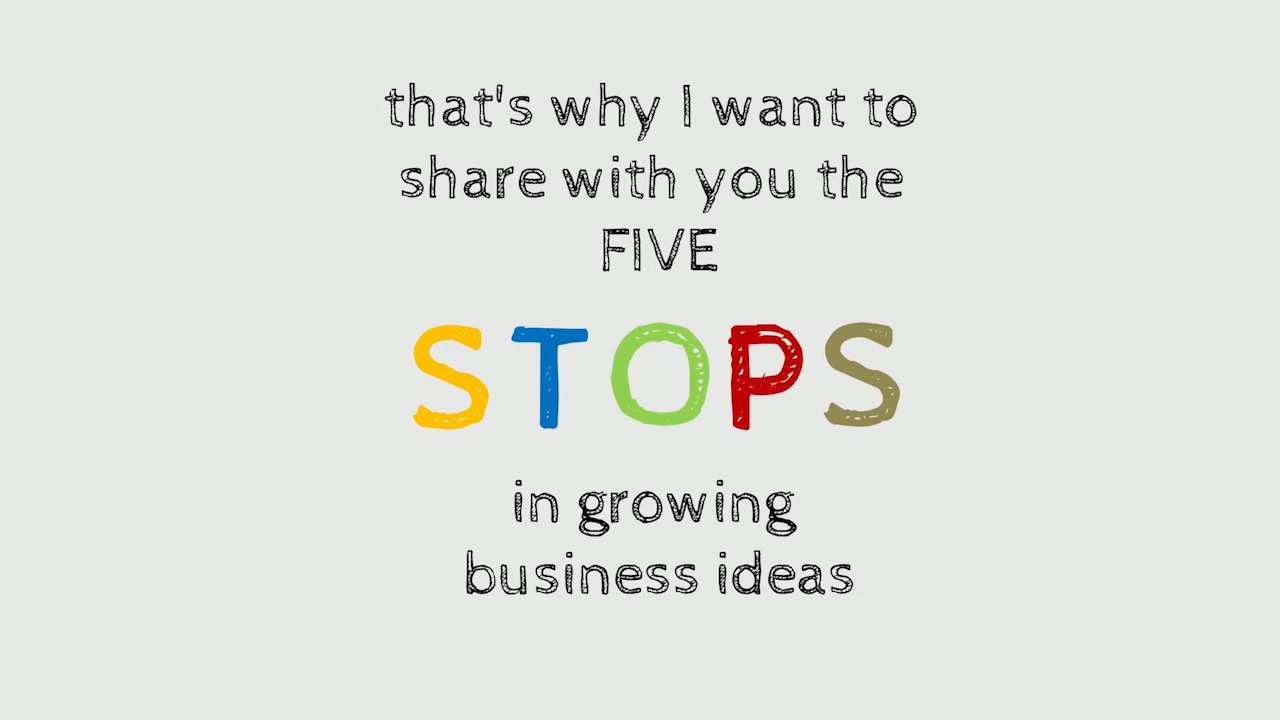 that's why I want to
share with you the
FIVE
STOPS
in growing
business ideas